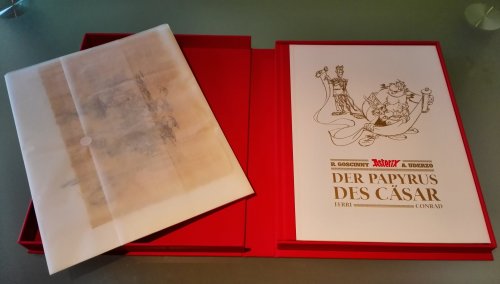 R. GOSCINNY Asterix A. UDERZO
DER PAPYRUS
DES CÄSAR
FERRI CONRAD